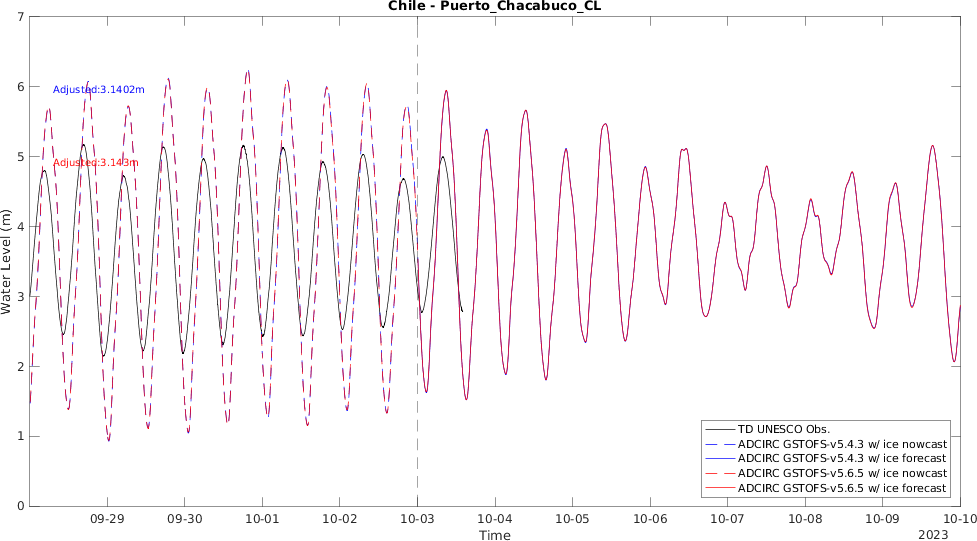 Chile - Puerto_Chacabuco_CL
7
6
5
4
3
2
1
0
Water Level (m)
Adjusted:3.1402m
Adjusted:3.143m
TD UNESCO Obs.
ADCIRC GSTOFS-v5.4.3 w/ ice nowcast
ADCIRC GSTOFS-v5.4.3 w/ ice forecast
ADCIRC GSTOFS-v5.6.5 w/ ice nowcast
ADCIRC GSTOFS-v5.6.5 w/ ice forecast
09-29 09-30 10-01 10-02 10-03 10-04 10-05 10-06 10-07 10-08 10-09 10-10
Time
2023